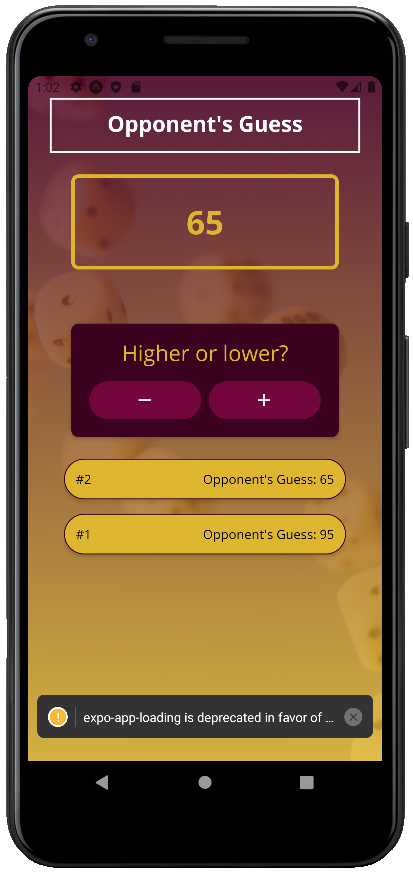 1:02
Opponent's Guess
65
Higher or lower?
− +
#2 Opponent's Guess: 65
#1 Opponent's Guess: 95
! expo-app-loading is deprecated in favor of ...